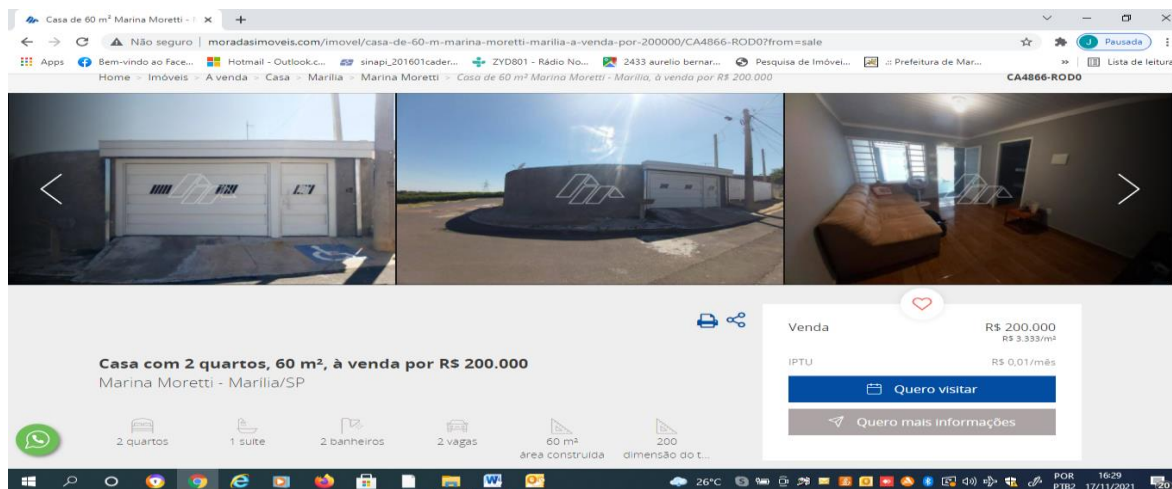 Casa de 60 m² Marina Moretti -
Não seguro | moradasimoveis.com/imovel/casa-de-60-m-marina-moretti-marilia-a-venda-por-200000/CA4866-ROD0?from=sale
Pausada
Apps Bem-vindo ao Face... Hotmail - Outlook.c... sinapi_201601cader... ZYD801 - Rádio No... 2433 aurelio bernar... Pesquisa de Imóvei... .:: Prefeitura de Mar... » Lista de leitura
Home > Imóveis > A venda > Casa > Marília > Marina Moretti > Casa de 60 m² Marina Moretti - Marília, à venda por R$ 200.000 CA4866-ROD0
Venda R$ 200.000
R$ 3.333/m²
Casa com 2 quartos, 60 m², à venda por R$ 200.000
IPTU R$ 0,01/mês
Marina Moretti - Marília/SP
Quero visitar
Quero mais informações
2 quartos 1 suíte 2 banheiros 2 vagas 60 m² 200
área construída dimensão do t...
26°C POR 16:29
PTB2 17/11/2021 20